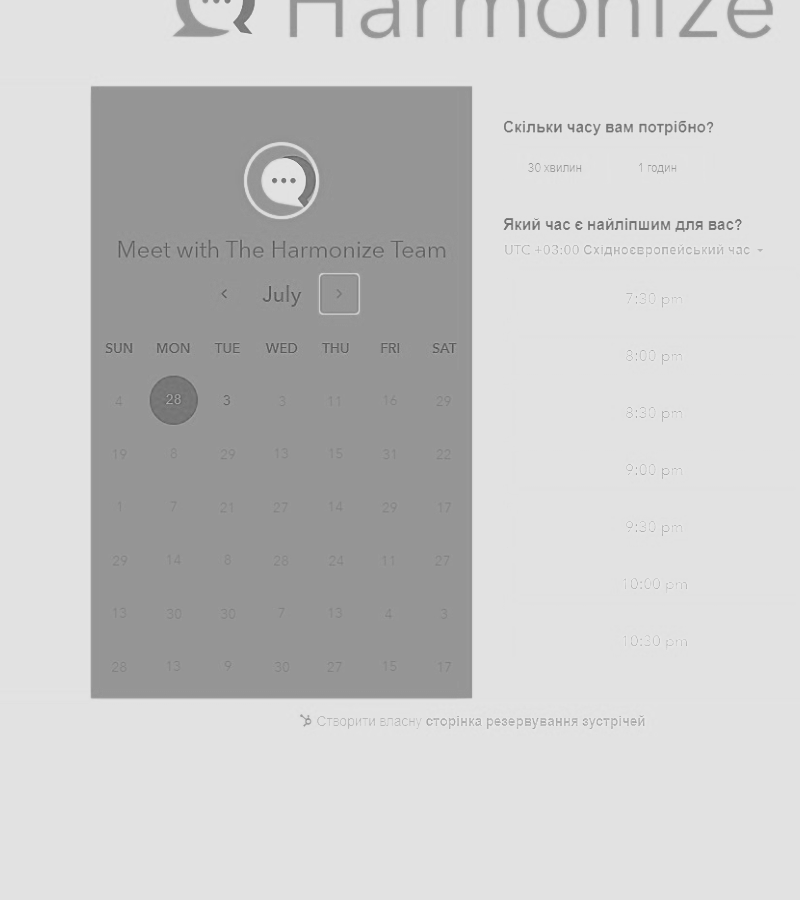 Harmonize
Meet with The Harmonize Team
July
SUN MON TUE WED THU FRI SAT
4 28 3 3 11 16 29
19 8 29 13 15 31 22
1 7 21 27 14 29 17
29 14 8 28 24 11 27
13 30 30 7 13 4 3
28 13 9 30 27 15 17
Скільки часу вам потрібно?
30 хвилин 1 годин
Який час є найліпшим для вас?
UTC +03:00 Східноєвропейський час
7:30 pm
8:00 pm
8:30 pm
9:00 pm
9:30 pm
10:00 pm
10:30 pm
Створити власну сторінка резервування зустрічей